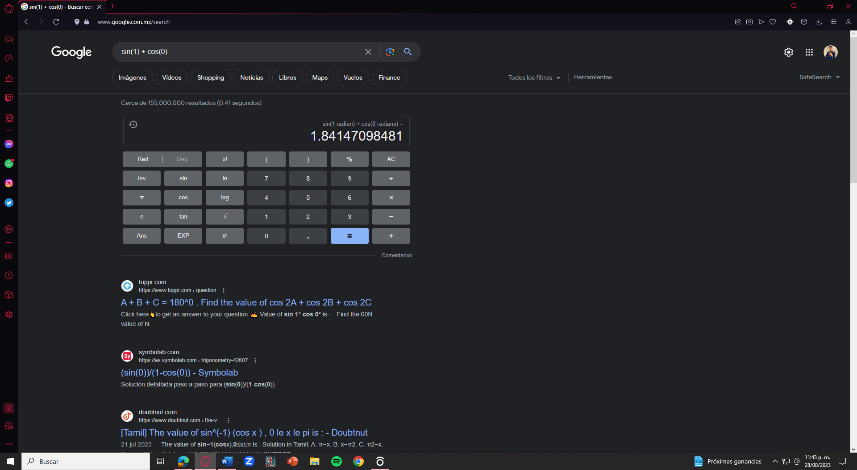 sin(1) + cos(0) - Buscar con
www.google.com.mx/search
Google
sin(1) + cos(0)
Imágenes Vídeos Shopping Noticias Libros Maps Vuelos Finance
Todos los filtros Herramientas SafeSearch
Cerca de 155,000,000 resultados (0.41 segundos)
sin(1 radian) + cos(0 radians) =
1.84147098481
Rad Deg x! ( ) % AC
Inv sin ln 7 8 9 ÷
π cos log 4 5 6 ×
e tan √ 1 2 3 −
Ans EXP 0 . = +
Comentarios
toppr.com
https://www.toppr.com › question
A + B + C = 180^0 . Find the value of cos 2A + cos 2B + cos 2C
Click here to get an answer to your question ✍ Value of sin 1° cos 0° is Find the 60N
value of N.
symbolab.com
https://es.symbolab.com › trigonometry-42807
(sin(0))/(1-cos(0)) - Symbolab
Solución detallada paso a paso para (sin(0))/(1 cos(0))
doubtnut.com
https://www.doubtnut.com › the-v
[Tamil] The value of sin^(-1) (cos x ) , 0 le x le pi is : - Doubtnut
21 jul 2023 The value of sin−1(cosx),0≤x≤π is . Solution in Tamil. A, π−x. B, x−π2. C, π2−x.
Buscar
Próximas ganancias
11:43 p. m.
28/08/2023